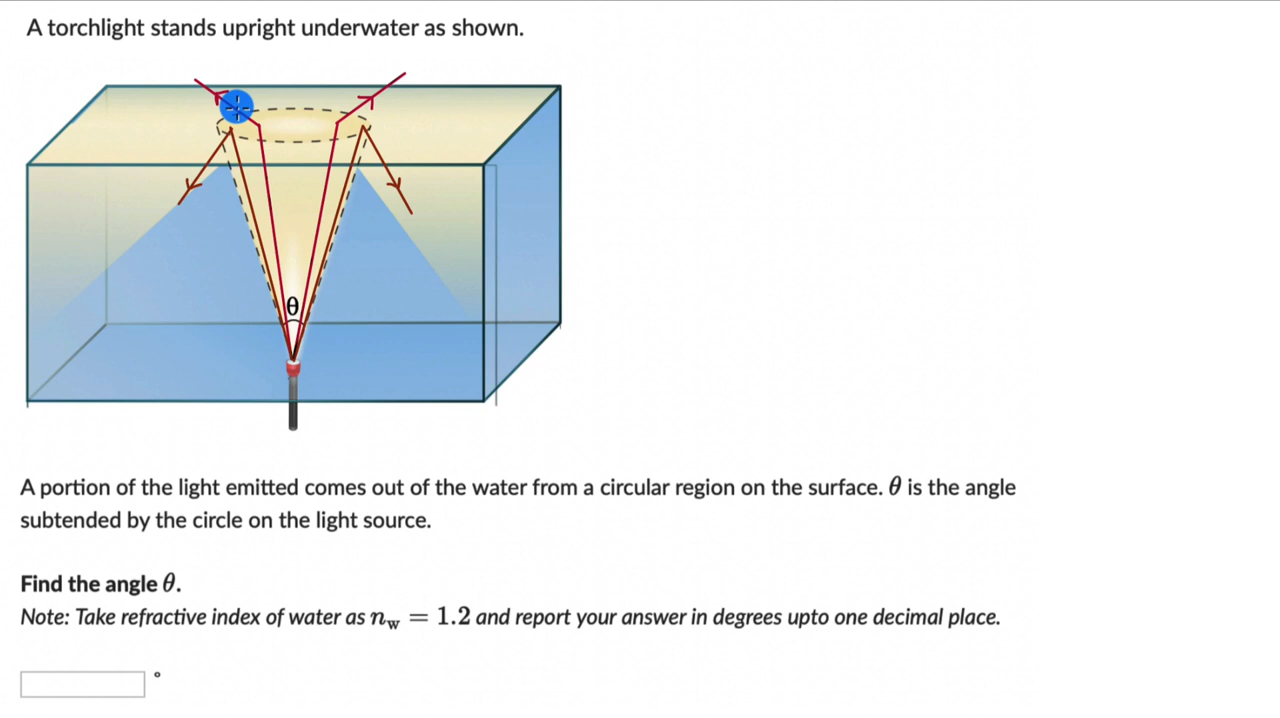 A torchlight stands upright underwater as shown.
θ
A portion of the light emitted comes out of the water from a circular region on the surface. θ is the angle
subtended by the circle on the light source.
Find the angle θ.
Note: Take refractive index of water as n_w = 1.2 and report your answer in degrees upto one decimal place.
°